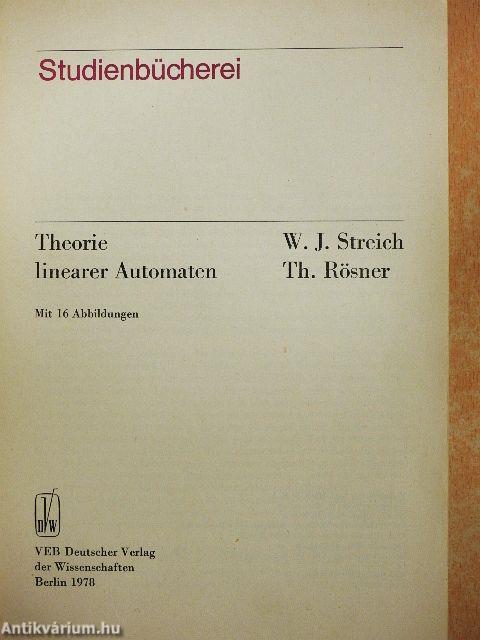 Studienbücherei
Theorie
linearer Automaten
W. J. Streich
Th. Rösner
Mit 16 Abbildungen
DVW
VEB Deutscher Verlag
der Wissenschaften
Berlin 1978
Antikvárium.hu